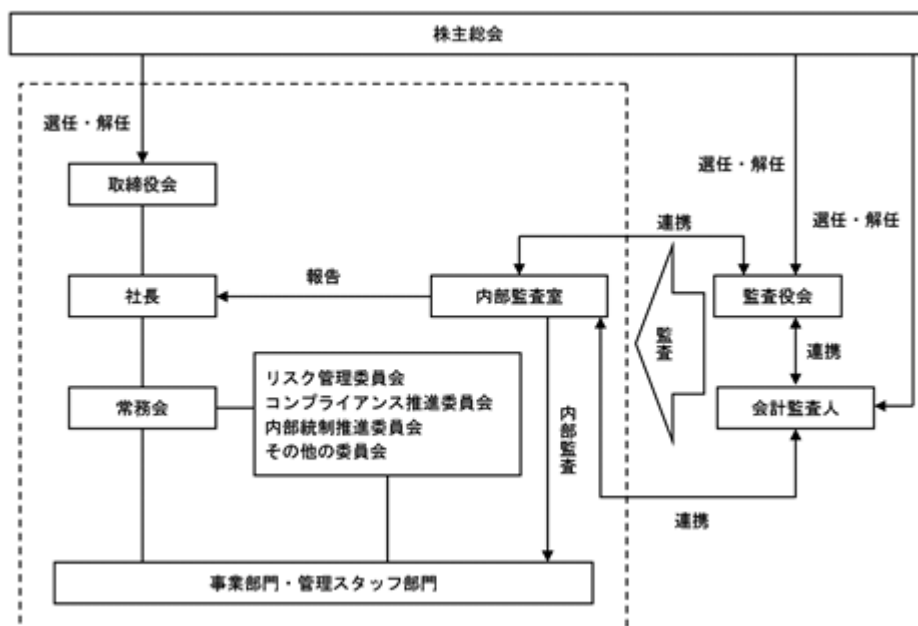 株主総会
選任・解任
取締役会
選任・解任
選任・解任
連携
社長
報告
内部監査室
監査役会
監査
連携
常務会
リスク管理委員会
コンプライアンス推進委員会
内部統制推進委員会
その他の委員会
内部監査
会計監査人
連携
事業部門・管理スタッフ部門